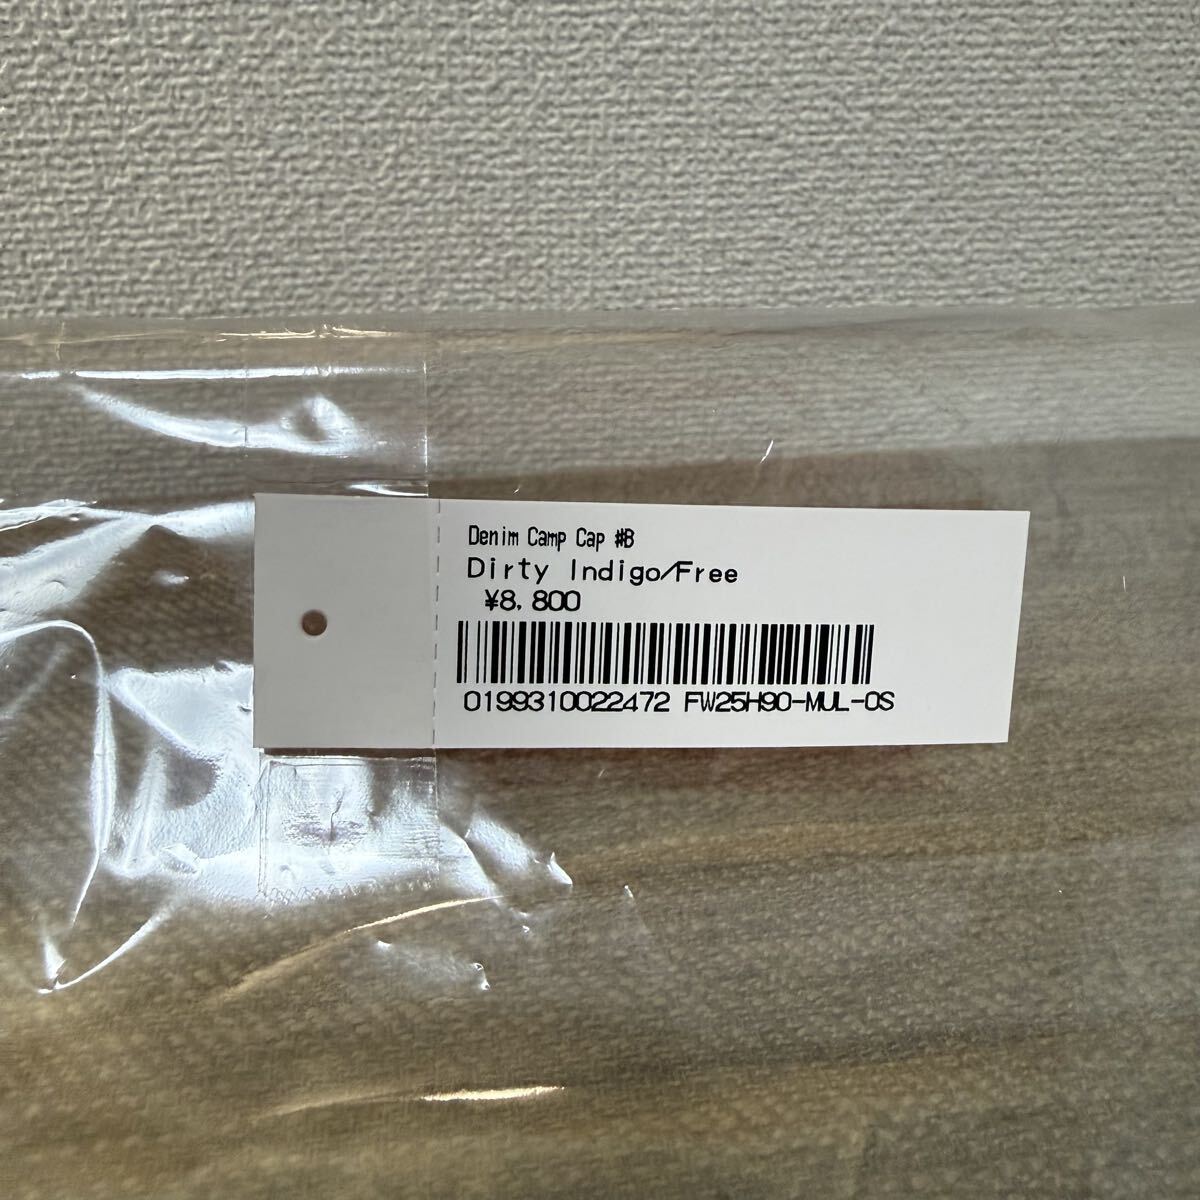 Denim Camp Cap #B
Dirty Indigo/Free
¥8,800
0199310022472 FW25H90-MUL-OS